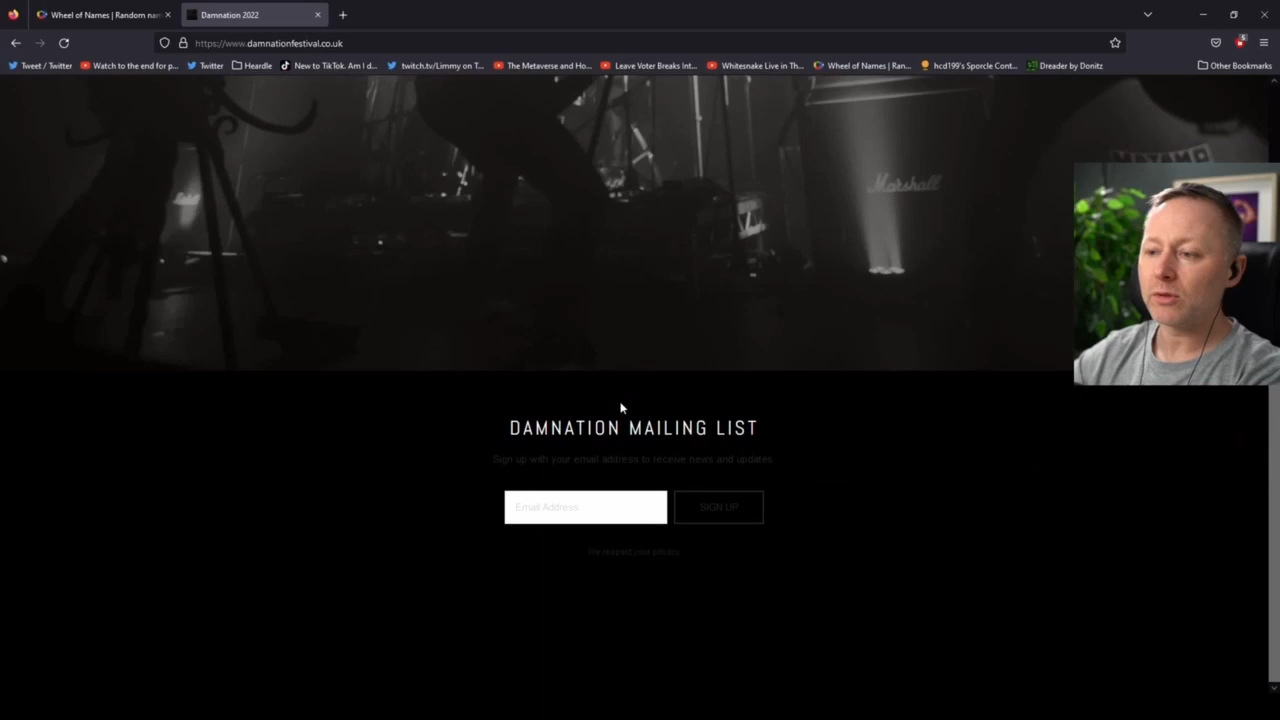 Wheel of Names | Random nam
Damnation 2022
https://www.damnationfestival.co.uk
5
Tweet / Twitter
Watch to the end for p...
Twitter
Heardle
New to TikTok. Am I d...
twitch.tv/Limmy on T...
The Metaverse and Ho...
Leave Voter Breaks Int...
Whitesnake Live in Th...
Wheel of Names | Ran...
hcd199's Sporcle Cont...
Dreader by Donitz
Other Bookmarks
Marshall
DAMNATION MAILING LIST
Sign up with your email address to receive news and updates
Email Address
SIGN UP
We respect your privacy.